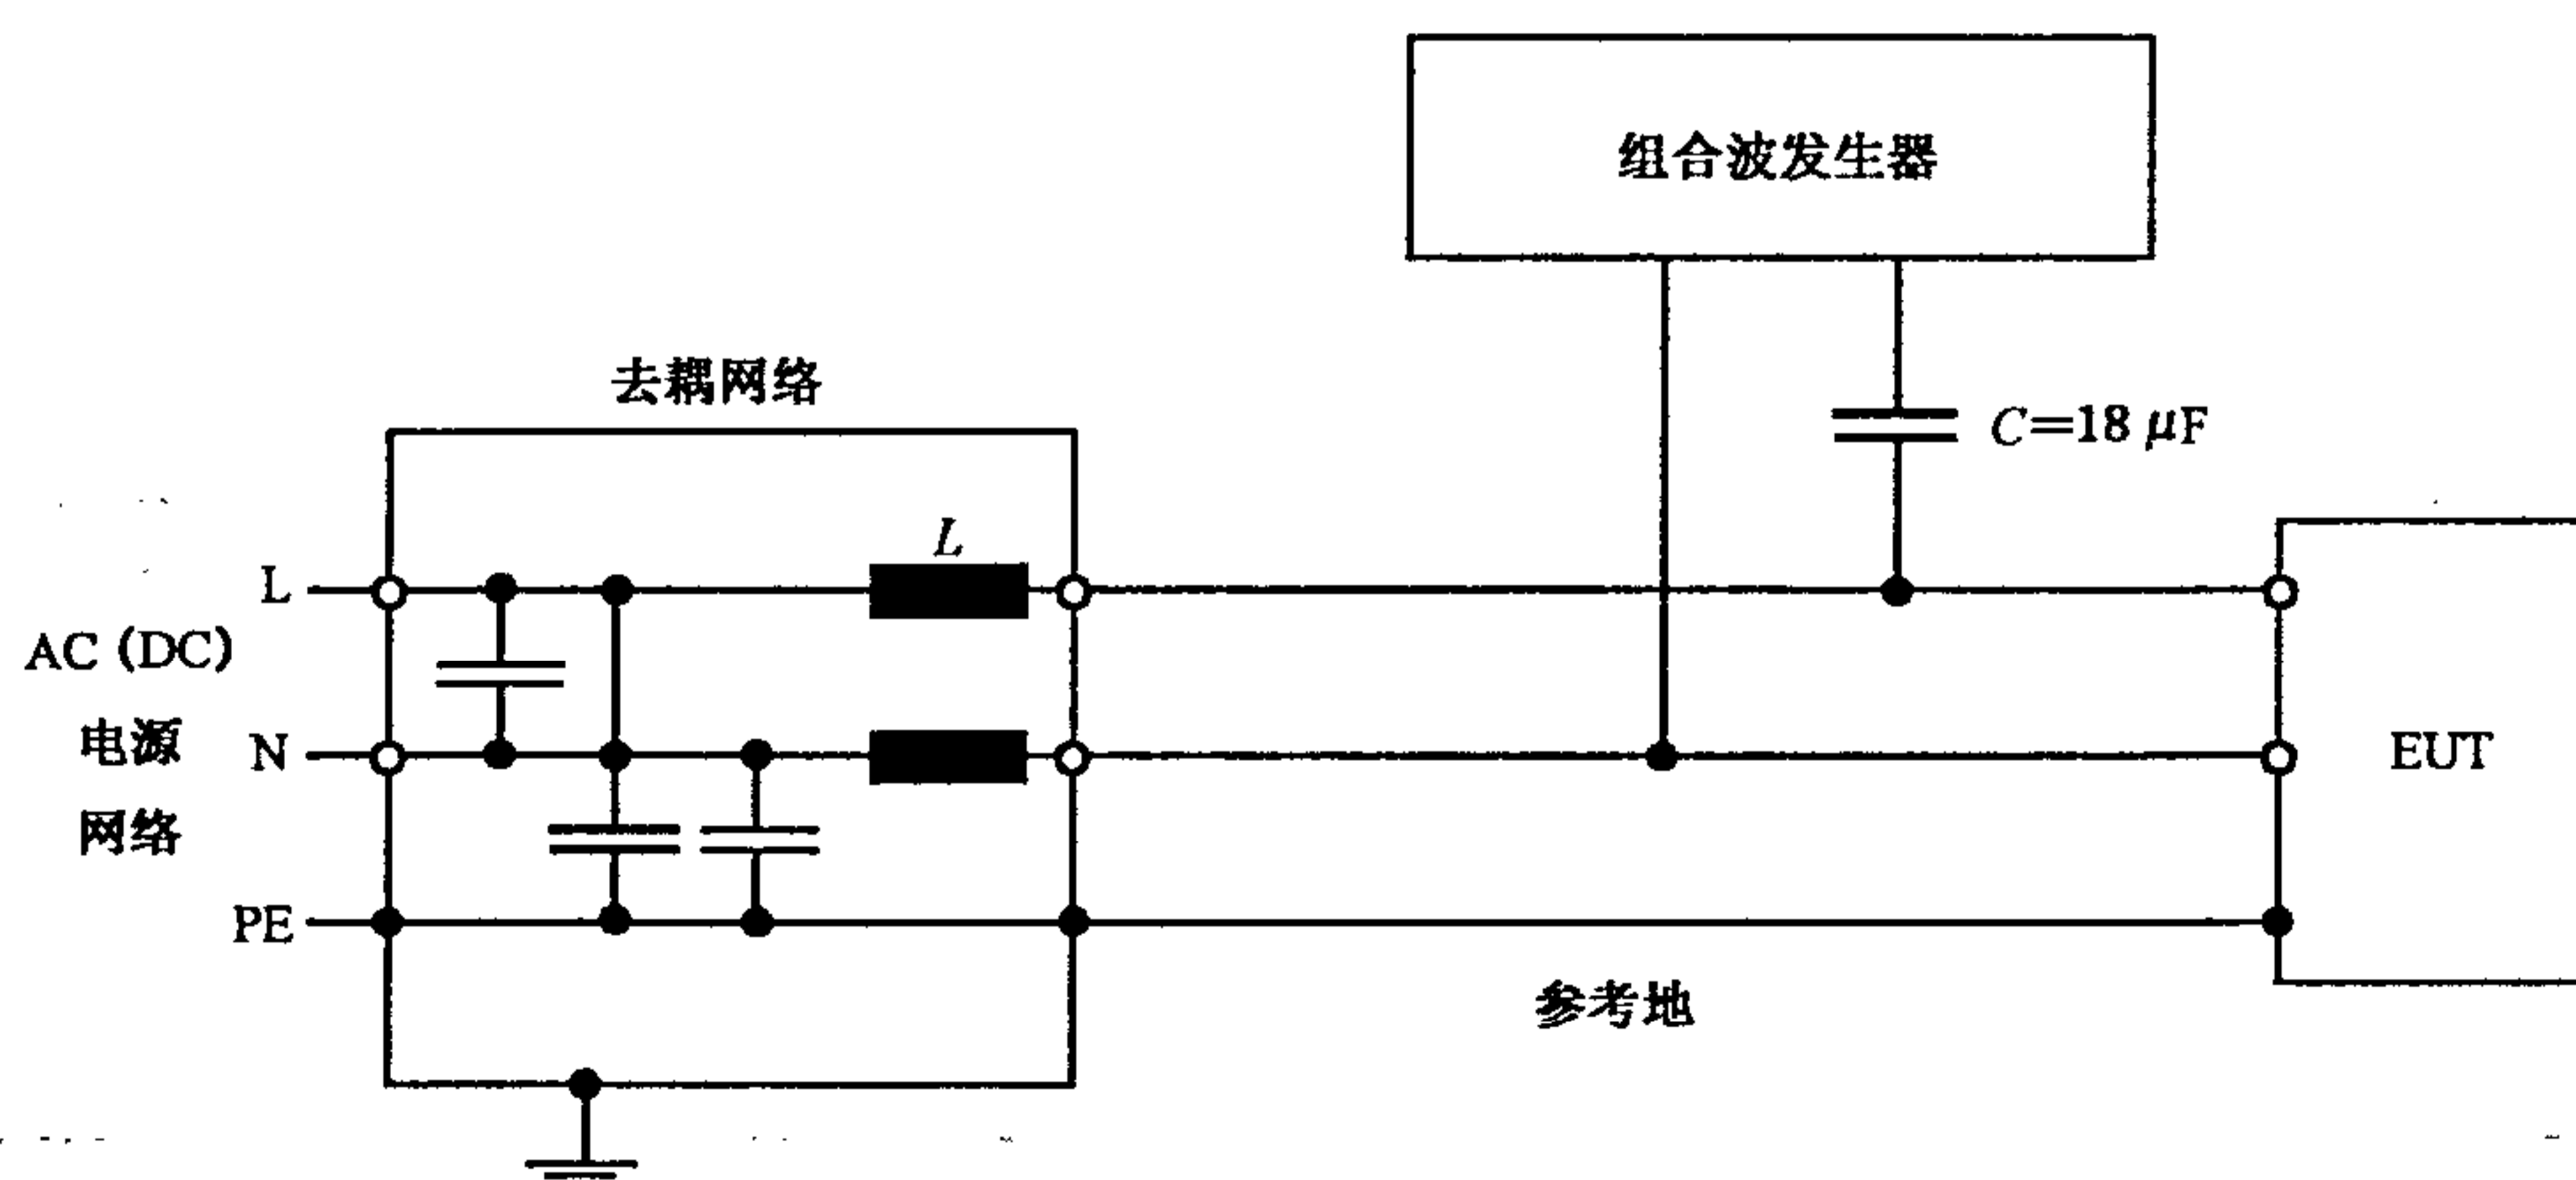 组合波发生器
去耦网络
C=18 μF
L
L
AC (DC)
电源
网络
N
EUT
PE
参考地